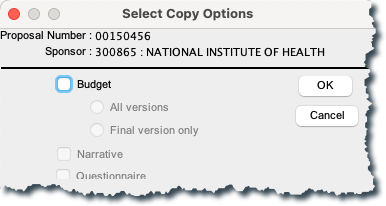 Select Copy Options
Proposal Number : 00150456
Sponsor : 300865 : NATIONAL INSTITUTE OF HEALTH
Budget
OK
All versions
Cancel
Final version only
Narrative
Questionnaire